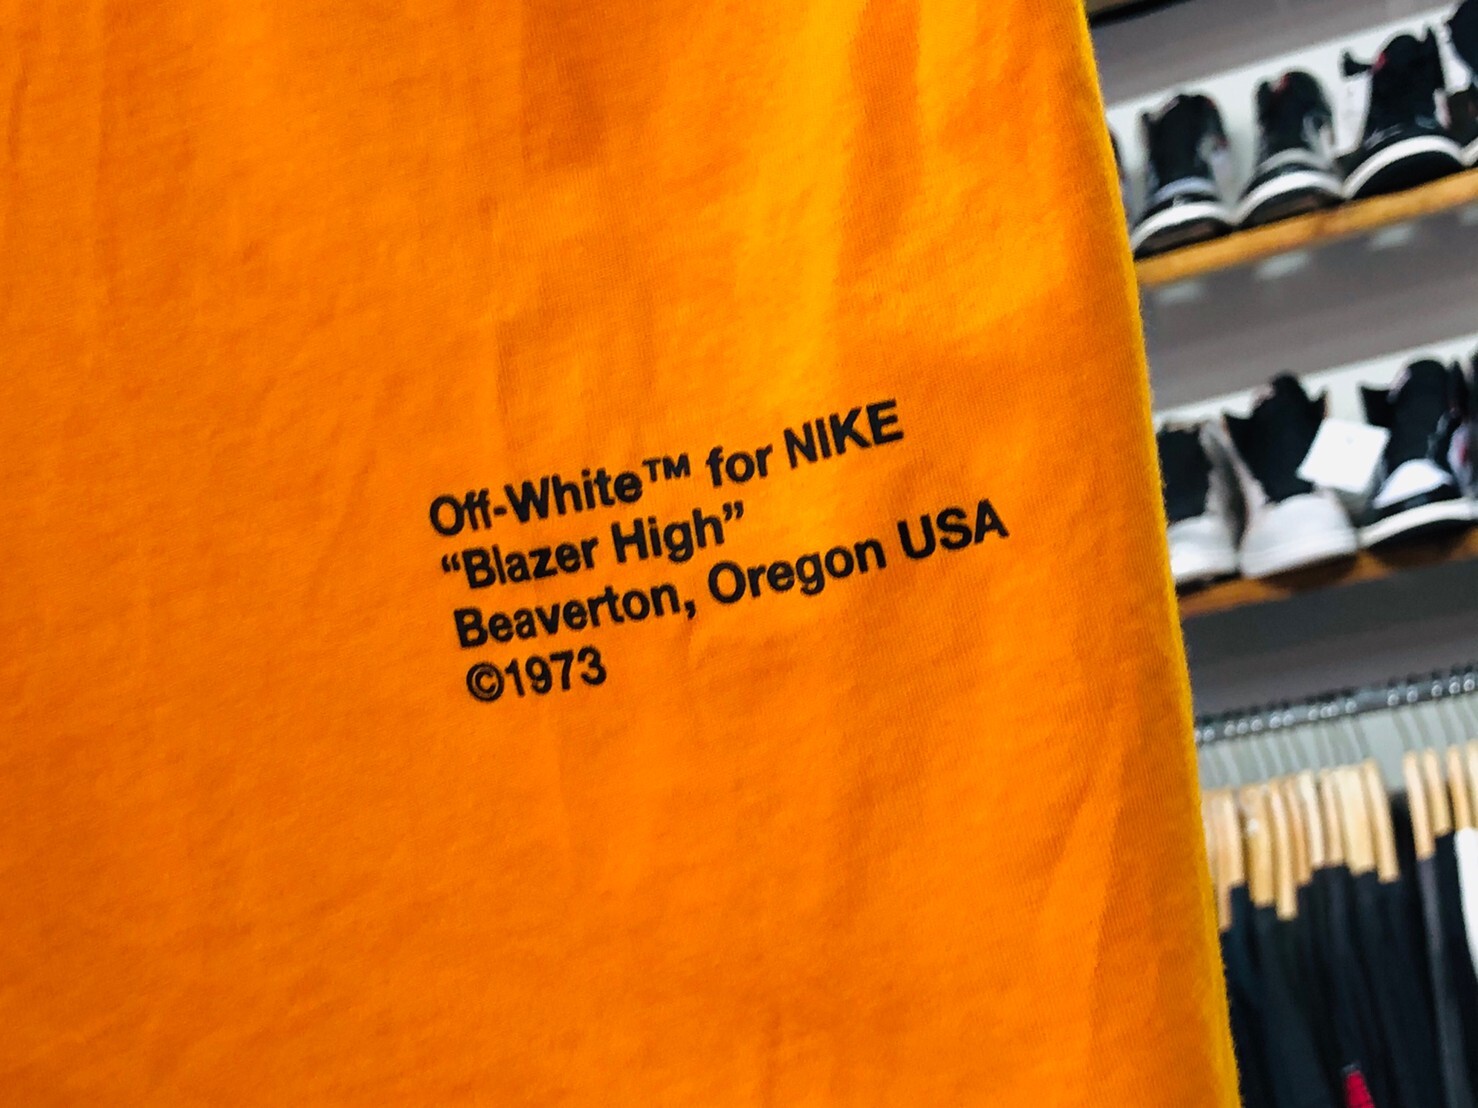 Off-White™ for NIKE
“Blazer High”
Beaverton, Oregon USA
©1973